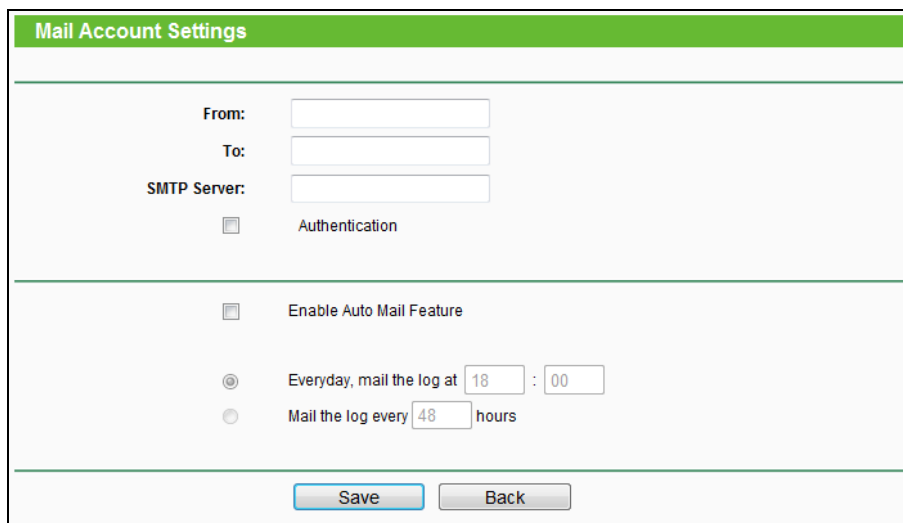 Mail Account Settings
From:
To:
SMTP Server:
Authentication
Enable Auto Mail Feature
Everyday, mail the log at 18 : 00
Mail the log every 48 hours
Save Back